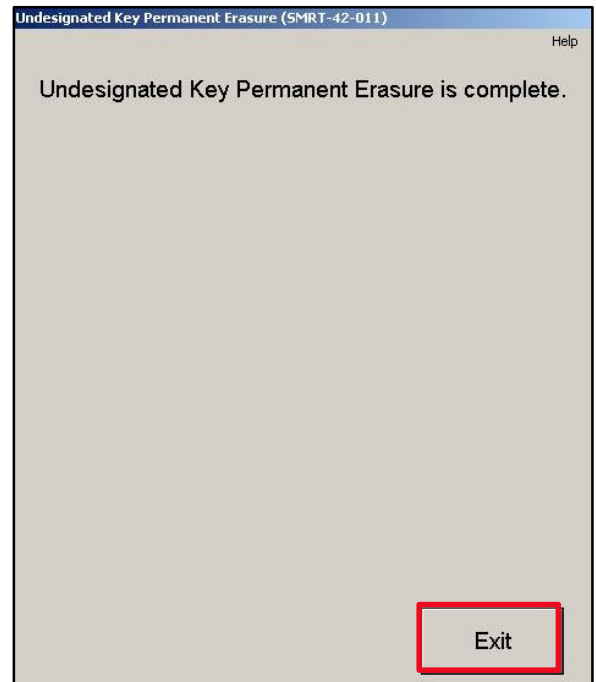 Undesignated Key Permanent Erasure (SMRT-42-011)
Help
Undesignated Key Permanent Erasure is complete.
Exit